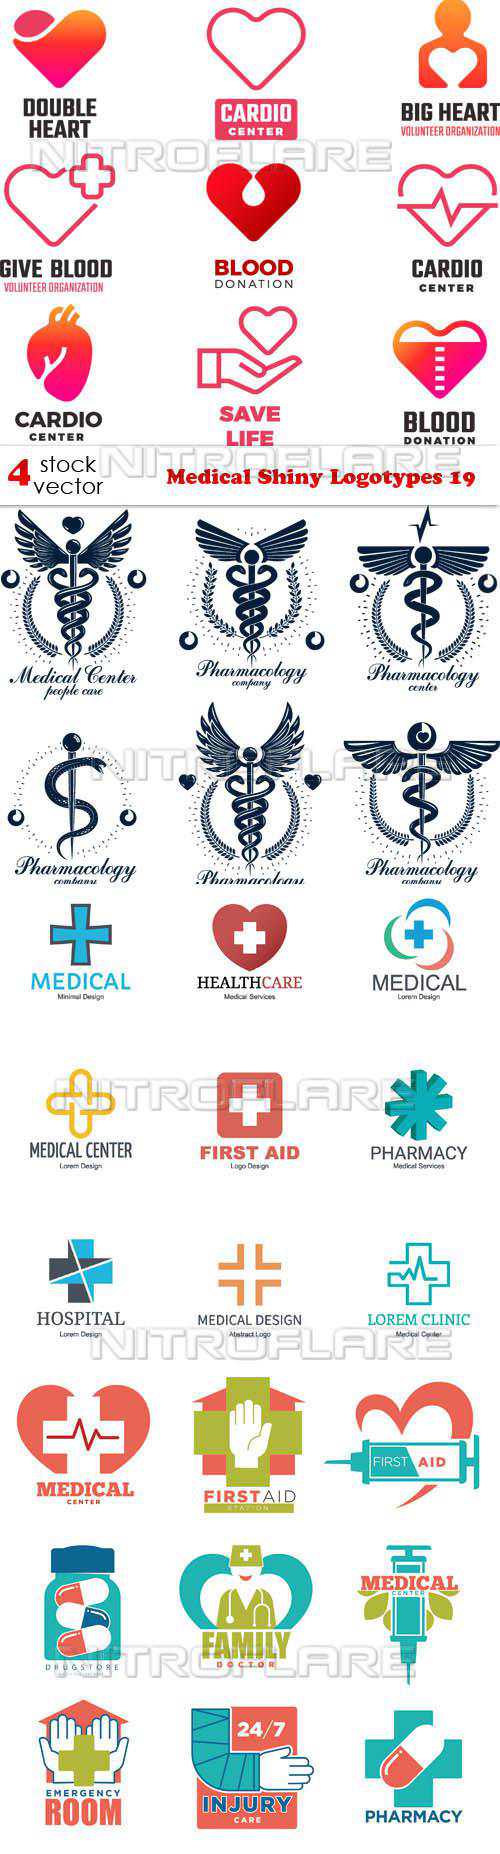 DOUBLE
HEART
CARDIO
CENTER
BIG HEART
VOLUNTEER ORGANIZATION
NITROFLARE
GIVE BLOOD
VOLUNTEER ORGANIZATION
BLOOD
DONATION
CARDIO
CENTER
CARDIO
CENTER
SAVE
LIFE
BLOOD
DONATION
NITROFLARE
4 stock
vector
Medical Shiny Logotypes 19
Medical Center
people care
Pharmacology
company
Pharmacology
center
NITROFLARE
Pharmacology
company
Pharmacology
Pharmacology
company
MEDICAL
Minimal Design
HEALTHCARE
Medical Services
MEDICAL
Lorem Design
NITROFLARE
MEDICAL CENTER
Lorem Design
FIRST AID
Logo Design
PHARMACY
Medical Services
HOSPITAL
Lorem Design
MEDICAL DESIGN
Abstract Logo
LOREM CLINIC
Medical Center
NITROFLARE
MEDICAL
CENTER
FIRST AID
STATION
FIRST AID
DRUGSTORE
FAMILY
DOCTOR
MEDICAL
CENTER
NITROFLARE
EMERGENCY
ROOM
24/7
INJURY
CARE
PHARMACY